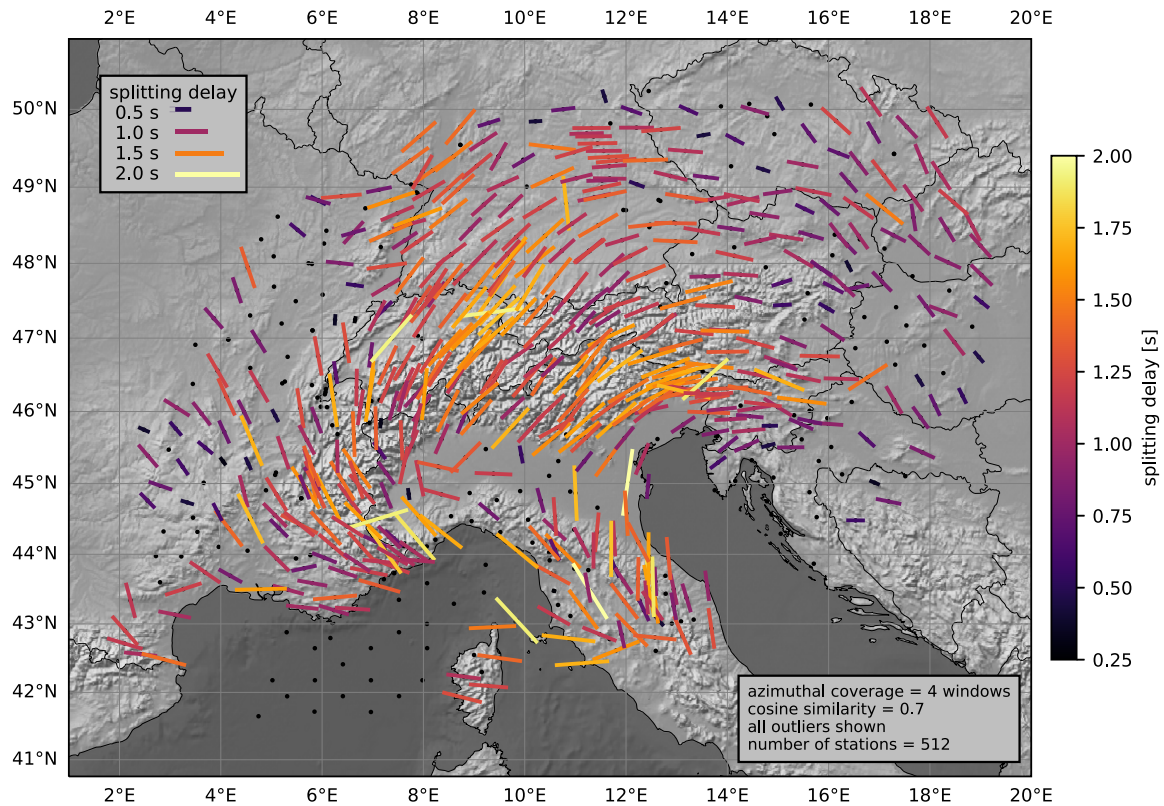 2°E 4°E 6°E 8°E 10°E 12°E 14°E 16°E 18°E 20°E
splitting delay
0.5 s
1.0 s
1.5 s
2.0 s
50°N
49°N
48°N
47°N
46°N
45°N
44°N
43°N
42°N
41°N
azimuthal coverage = 4 windows
cosine similarity = 0.7
all outliers shown
number of stations = 512
2°E 4°E 6°E 8°E 10°E 12°E 14°E 16°E 18°E 20°E
2.00
1.75
1.50
1.25
1.00
0.75
0.50
0.25
splitting delay [s]